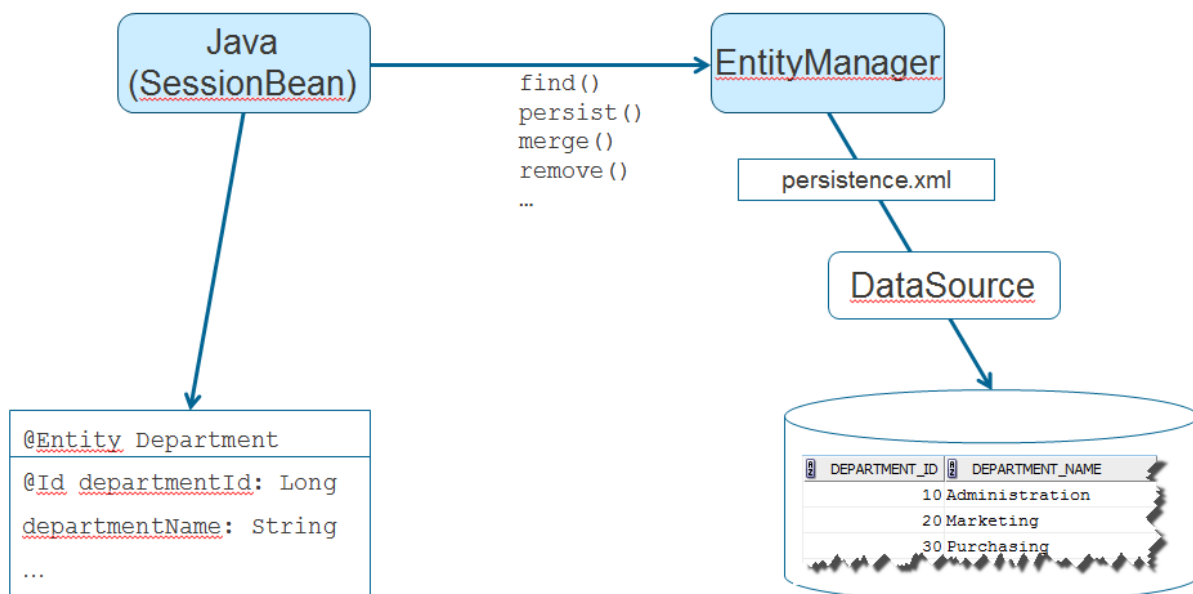 Java
(SessionBean)
EntityManager
find()
persist()
merge()
remove()
…
persistence.xml
DataSource
@Entity Department
@Id departmentId: Long
departmentName: String
…
DEPARTMENT_ID DEPARTMENT_NAME
10 Administration
20 Marketing
30 Purchasing